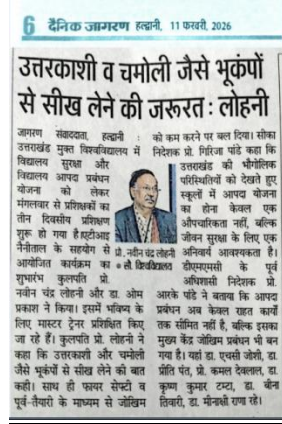 6 दैनिक जागरण हल्द्वानी, 11 फरवरी, 2026
उत्तरकाशी व चमोली जैसे भूकंपों
से सीख लेने की जरूरत : लोहनी
जागरण संवाददाता, हल्द्वानी :
उत्तराखंड मुक्त विश्वविद्यालय में
विद्यालय सुरक्षा और
विद्यालय आपदा प्रबंधन
योजना को लेकर
मंगलवार से प्रशिक्षकों का
तीन दिवसीय प्रशिक्षण
शुरू हो गया है।एटीआइ
नैनीताल के सहयोग से
आयोजित कार्यक्रम का
शुभारंभ कुलपति प्रो.
नवीन चंद्र लोहनी और डा. ओम
प्रकाश ने किया। इसमें भविष्य के
लिए मास्टर ट्रेनर प्रशिक्षित किए
जा रहे हैं। कुलपति प्रो. लोहनी ने
कहा कि उत्तरकाशी और चमोली
जैसे भूकंपों से सीख लेने की बात
कही। साथ ही फायर सेफ्टी व
पूर्व-तैयारी के माध्यम से जोखिम
प्रो. नवीन चंद्र लोहनी
● सौ. विश्वविद्यालय
को कम करने पर बल दिया। सीका
निदेशक प्रो. गिरिजा पांडे कहा कि
उत्तराखंड की भौगोलिक
परिस्थितियों को देखते हुए
स्कूलों में आपदा योजना
का होना केवल एक
औपचारिकता नहीं, बल्कि
जीवन सुरक्षा के लिए एक
अनिवार्य आवश्यकता है।
डीएमएमसी के पूर्व
अधिशासी निदेशक प्रो.
आरके पांडे ने बताया कि आपदा
प्रबंधन अब केवल राहत कार्यों
तक सीमित नहीं है, बल्कि इसका
मुख्य केंद्र जोखिम प्रबंधन भी बन
गया है। यहां डा. एचसी जोशी, डा.
प्रीति पंत, प्रो. कमल देवलाल, डा.
कृष्ण कुमार टम्टा, डा. बीना
तिवारी, डा. मीनाक्षी राणा रहे।